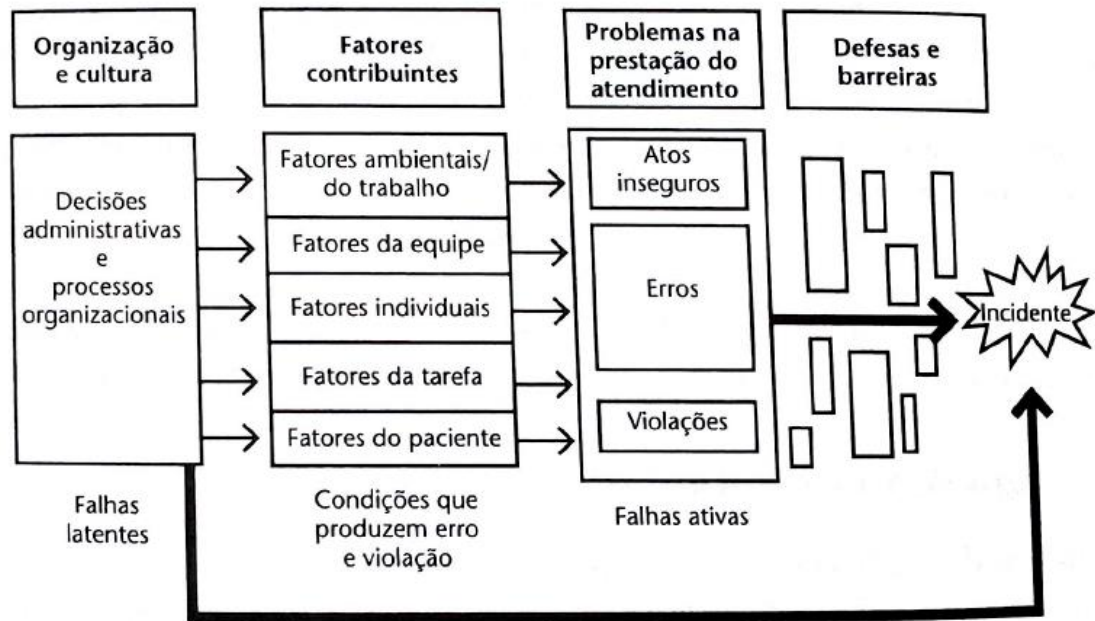 Organização
e cultura
Fatores
contribuintes
Problemas na
prestação do
atendimento
Defesas e
barreiras
Decisões
administrativas
e
processos
organizacionais
Fatores ambientais/
do trabalho
Fatores da equipe
Fatores individuais
Fatores da tarefa
Fatores do paciente
Atos
inseguros
Erros
Violações
Incidente
Falhas
latentes
Condições que
produzem erro
e violação
Falhas ativas